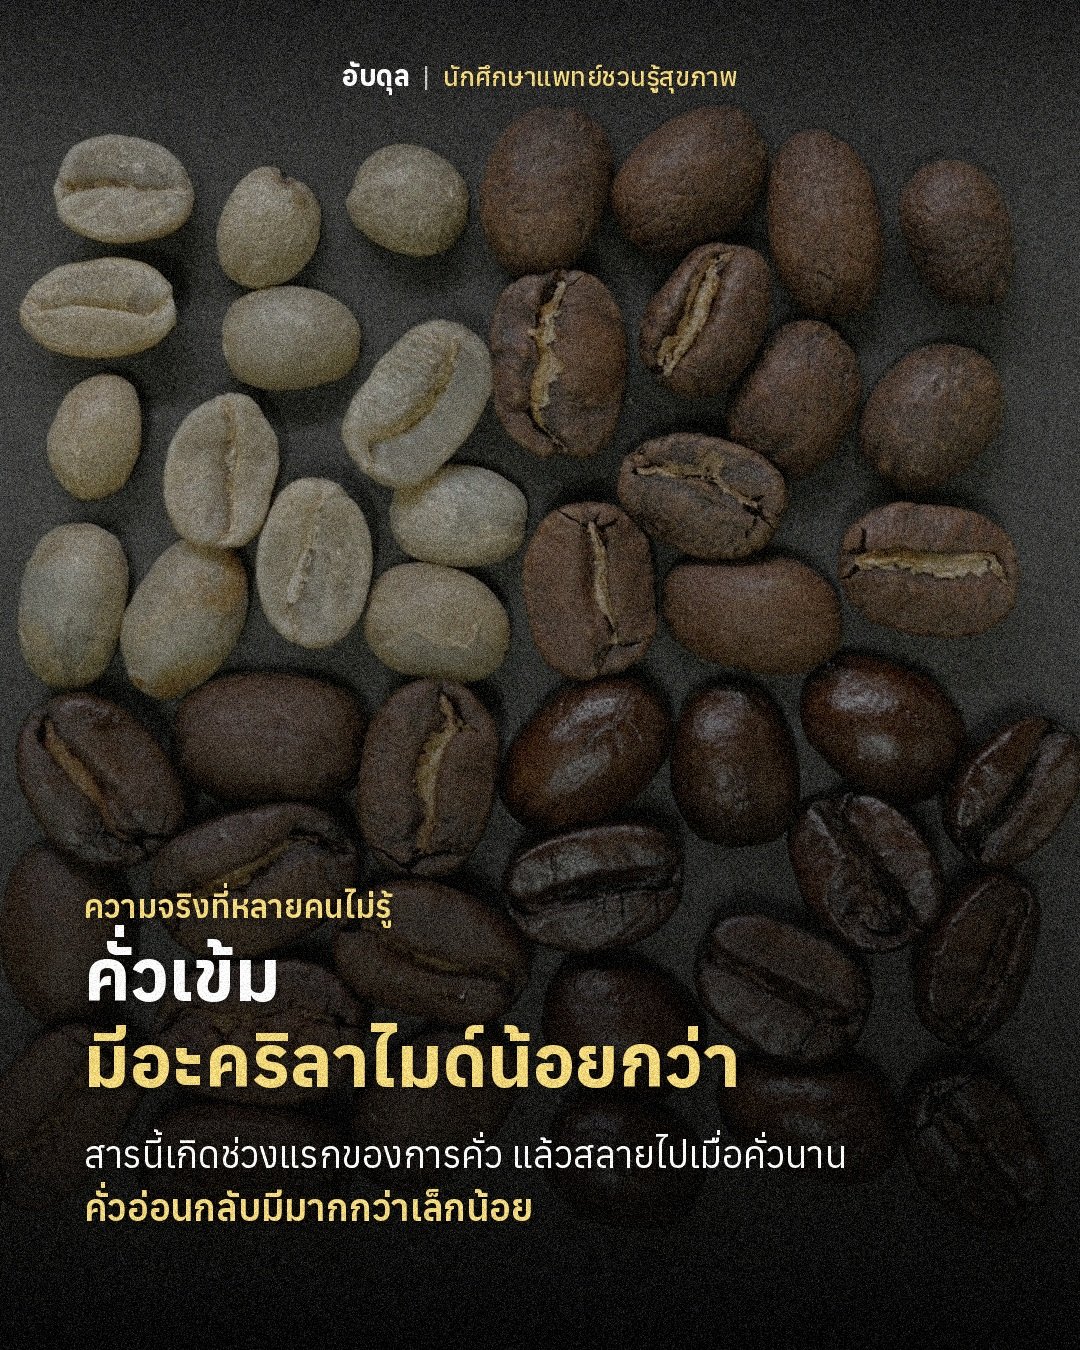 อับดุล | นักศึกษาแพทย์ชวนรู้สุขภาพ
ความจริงที่หลายคนไม่รู้
คั่วเข้ม
มีอะคริลาไมด์น้อยกว่า
สารนี้เกิดช่วงแรกของการคั่ว แล้วสลายไปเมื่อคั่วนาน
คั่วอ่อนกลับมีมากกว่าเล็กน้อย